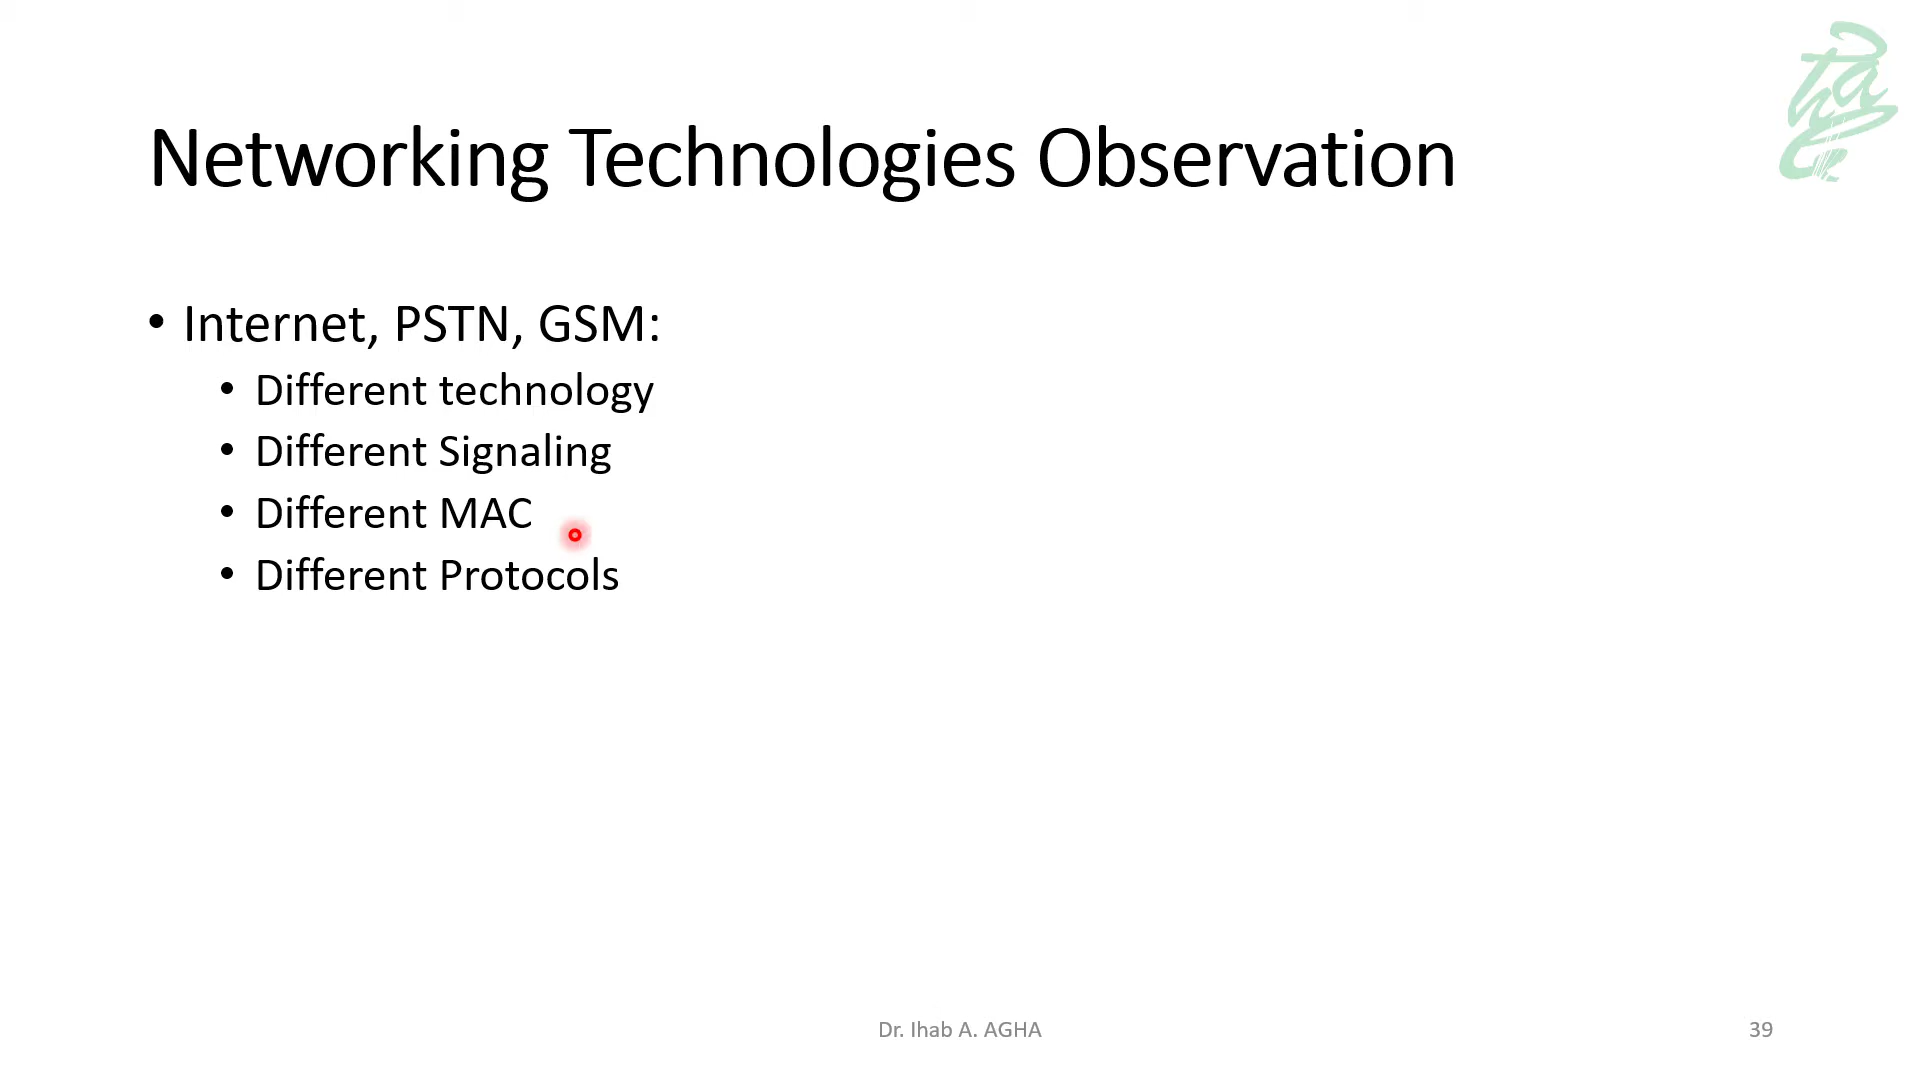 Networking Technologies Observation
• Internet, PSTN, GSM:
• Different technology
• Different Signaling
• Different MAC
• Different Protocols
Dr. Ihab A. AGHA
39